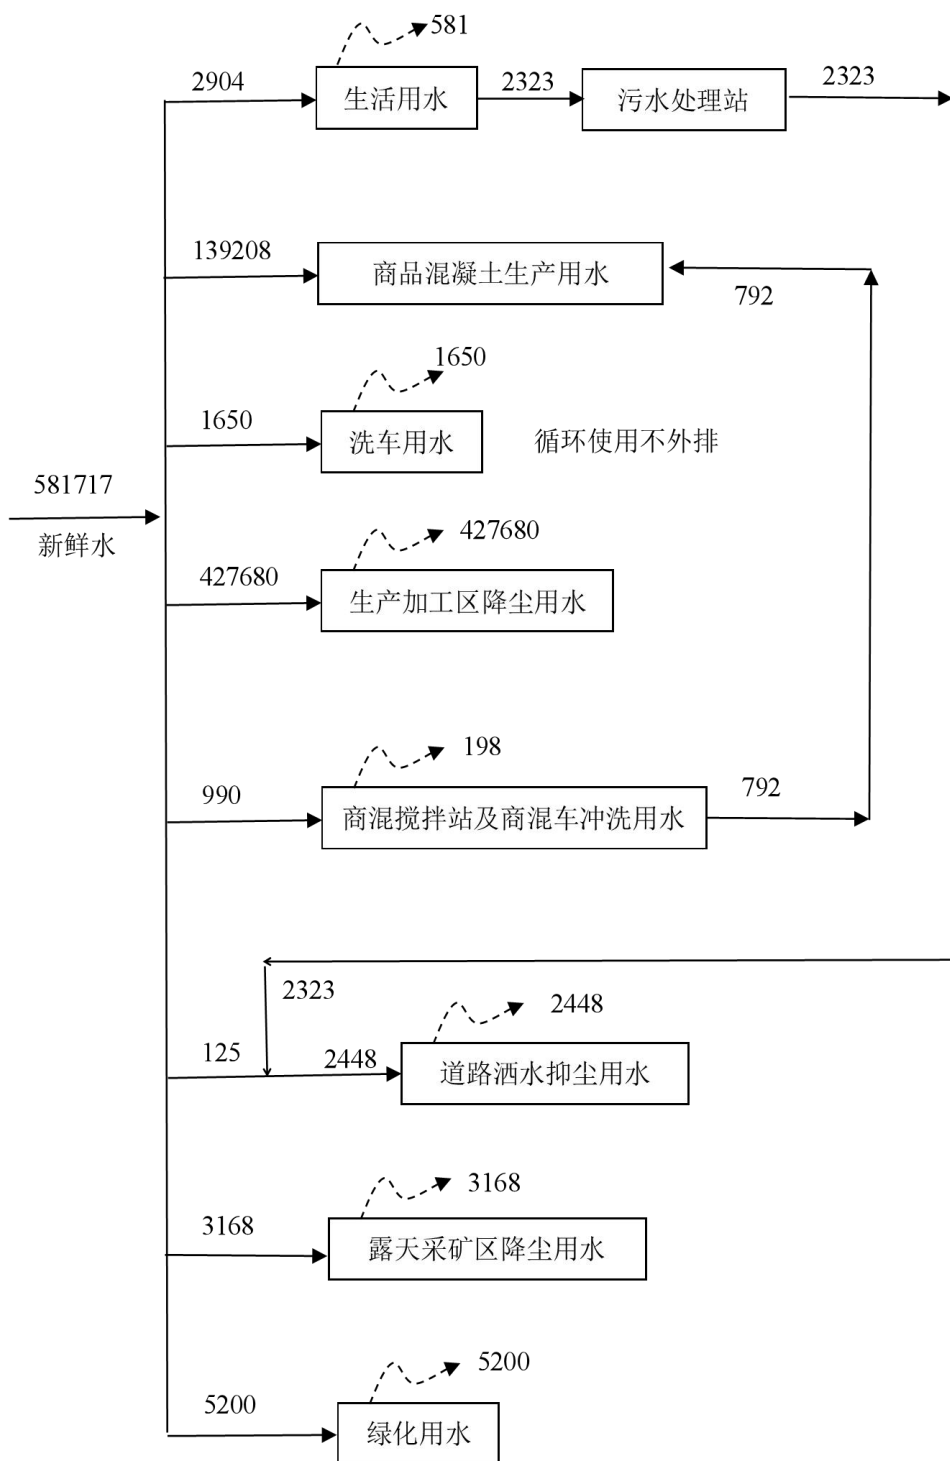 581
2904
生活用水
2323
污水处理站
2323
139208
商品混凝土生产用水
792
1650
1650
洗车用水
循环使用不外排
581717
新鲜水
427680
427680
生产加工区降尘用水
198
990
商混搅拌站及商混车冲洗用水
792
2323
2448
125
2448
道路洒水抑尘用水
3168
3168
露天采矿区降尘用水
5200
5200
绿化用水